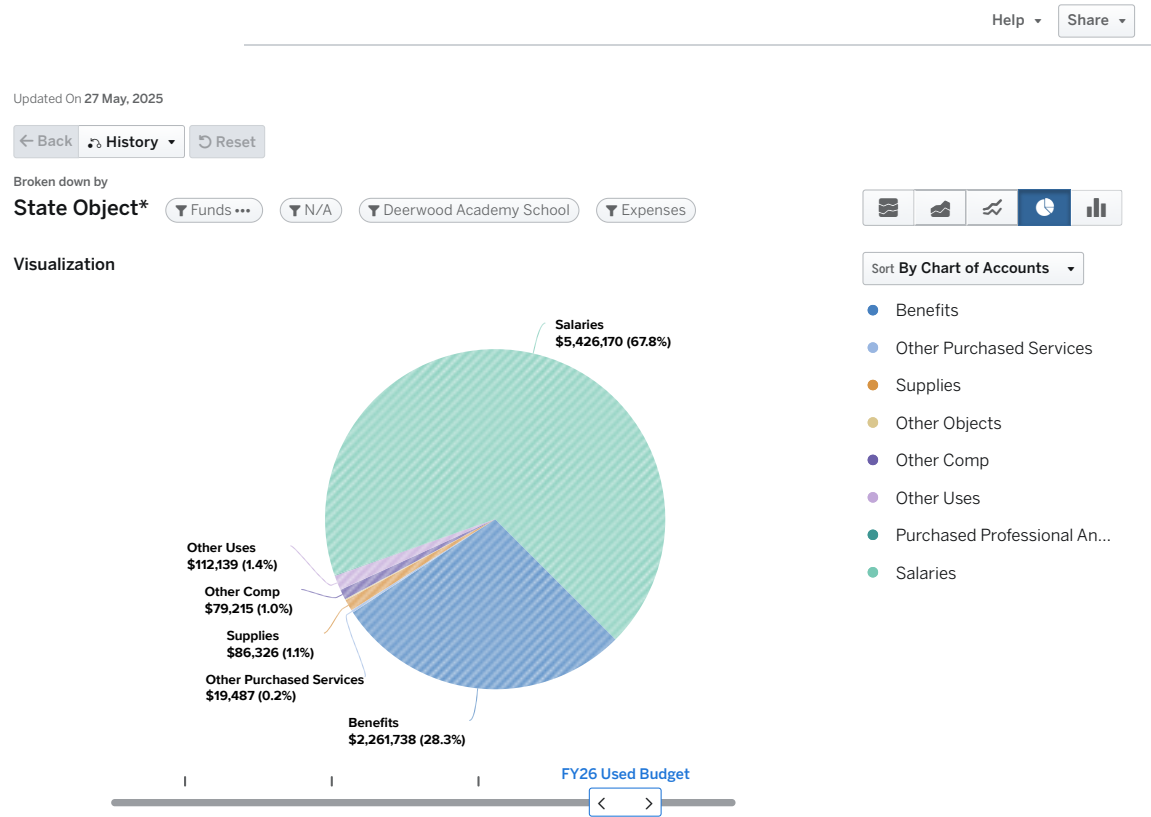 Help
Share
Updated On 27 May, 2025
Back
History
Reset
Broken down by
State Object*
Funds •••
N/A
Deerwood Academy School
Expenses
Visualization
Sort By Chart of Accounts
Benefits
Other Purchased Services
Supplies
Other Objects
Other Comp
Other Uses
Purchased Professional An...
Salaries
Salaries
$5,426,170 (67.8%)
Other Uses
$112,139 (1.4%)
Other Comp
$79,215 (1.0%)
Supplies
$86,326 (1.1%)
Other Purchased Services
$19,487 (0.2%)
Benefits
$2,261,738 (28.3%)
FY26 Used Budget